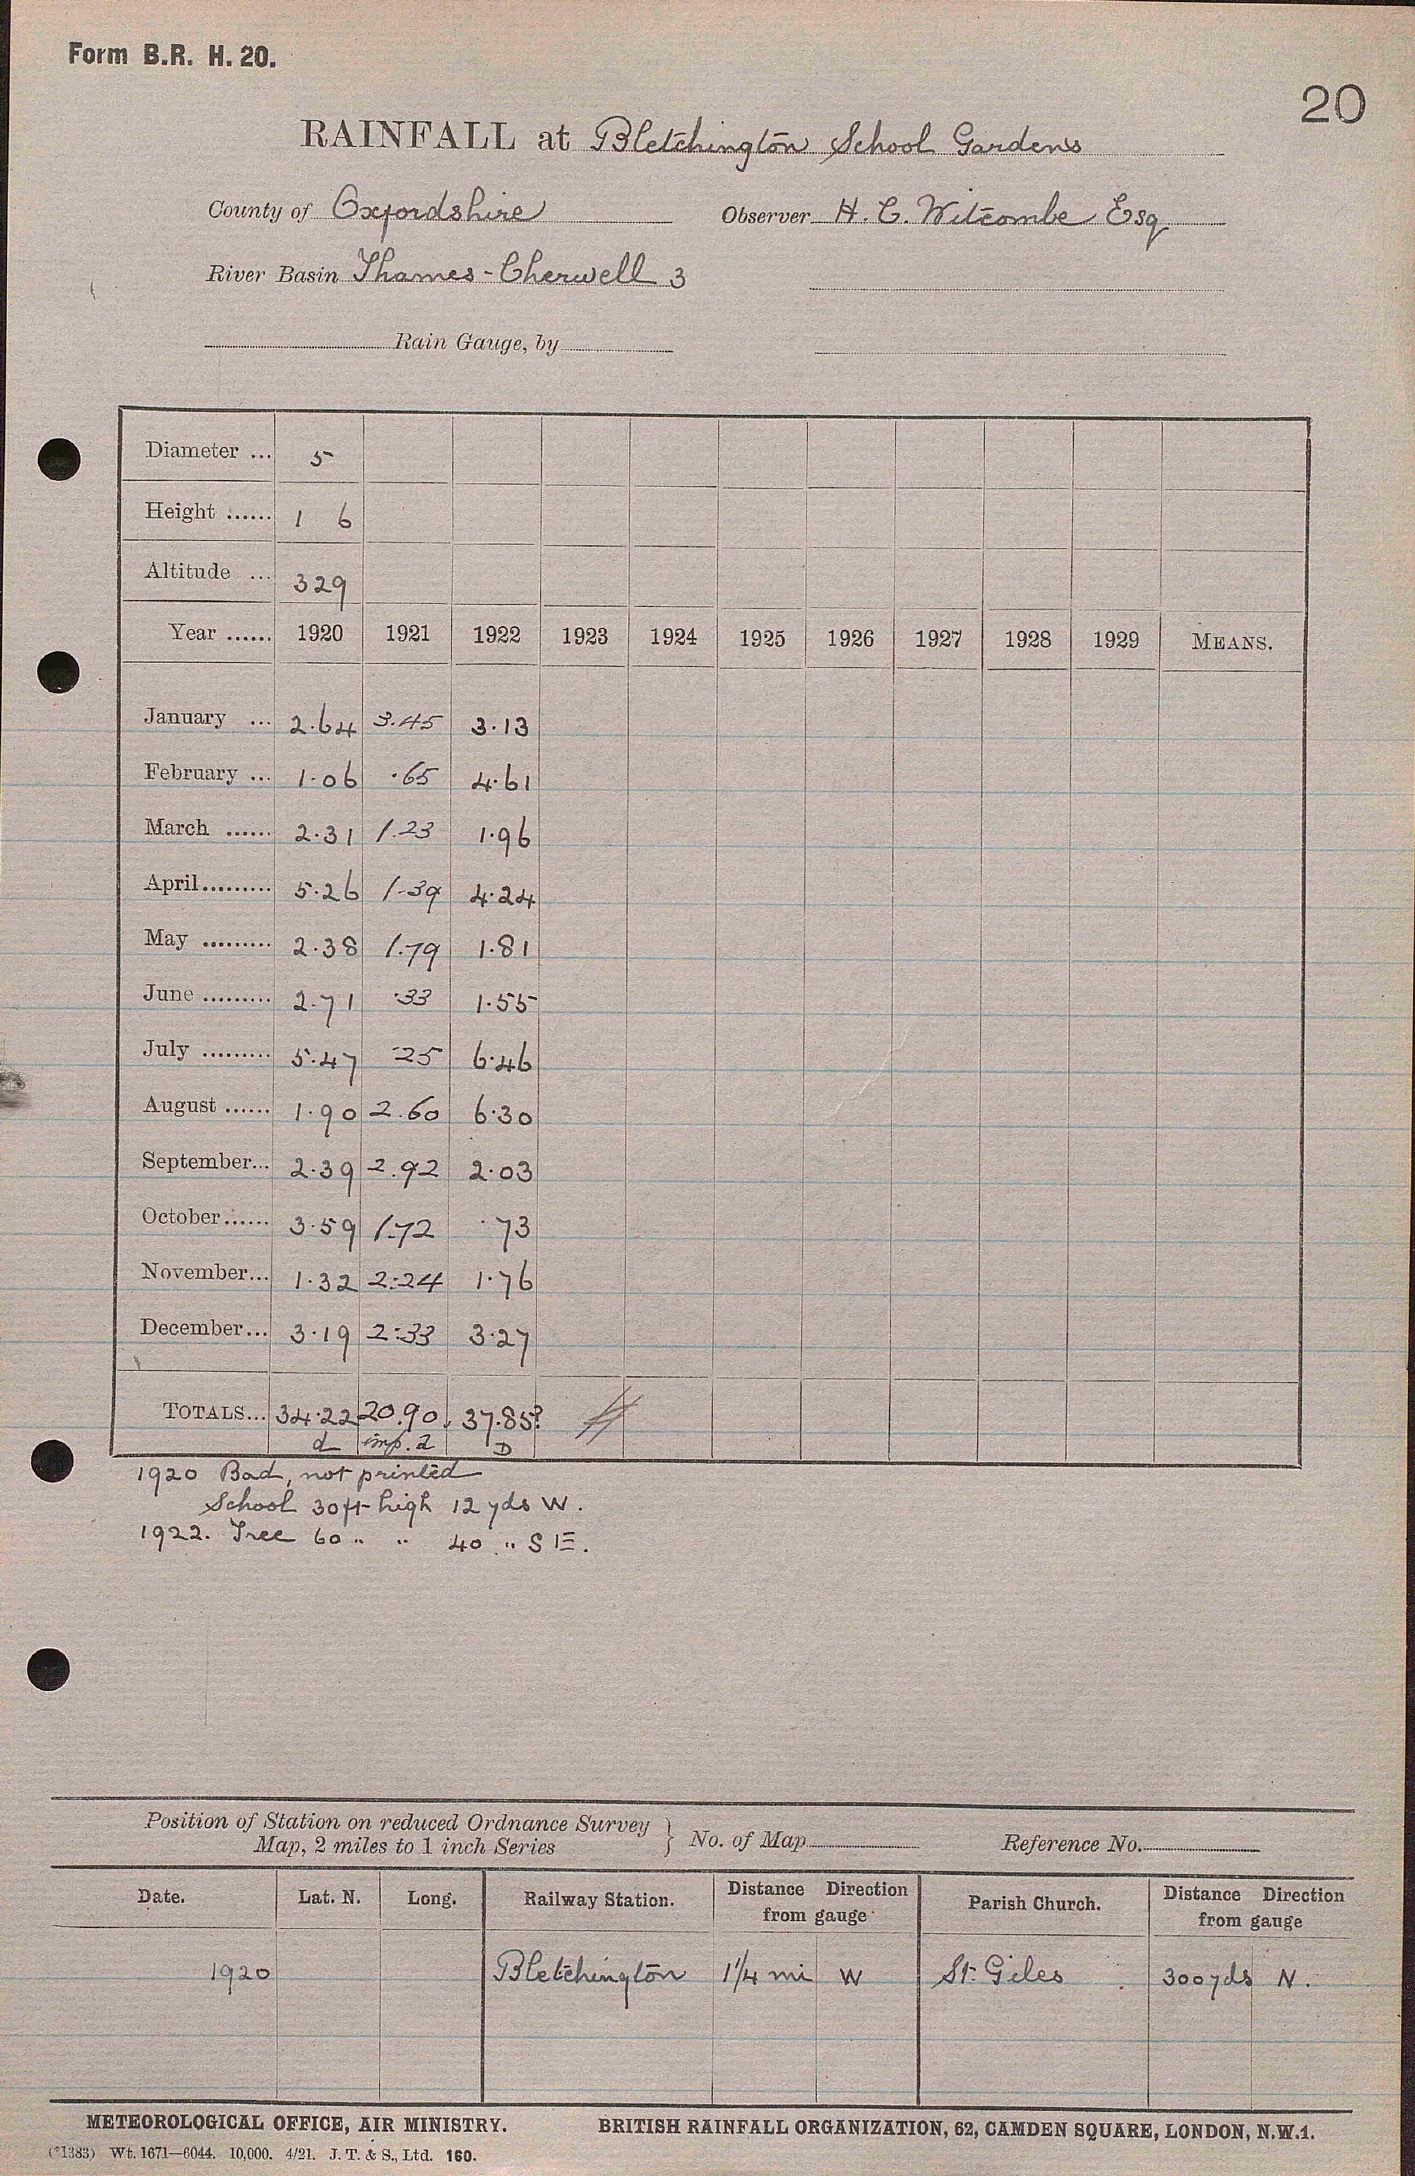 Form B.R. H. 20.
20
RAINFALL at Bletchington School Gardens
County of Oxfordshire Observer H. C. Witcombe Esq
River Basin Thames - Cherwell 3
Rain Gauge, by
Diameter ... 5
Height ...... 1 6
Altitude ... 329
Year ...... 1920 1921 1922 1923 1924 1925 1926 1927 1928 1929 MEANS.
January ... 2.64 3.45 3.13
February ... 1.06 .65 4.61
March ...... 2.31 1.23 1.96
April......... 5.26 1.39 4.24
May ......... 2.38 1.79 1.81
June ......... 2.71 .33 1.55
July ......... 5.47 .25 6.46
August ...... 1.90 2.60 6.30
September... 2.39 2.92 2.03
October...... 3.59 1.72 .73
November... 1.32 2.24 1.76
December... 3.19 2.33 3.27
TOTALS... 34.22 20.90. 37.85?
d imp. 2 D
1920 Bad, not printed
School 30 ft high 12 yds W.
1922. Tree 60 " " 40 " S E.
Position of Station on reduced Ordnance Survey
Map, 2 miles to 1 inch Series } No. of Map Reference No.
Date. Lat. N. Long. Railway Station. Distance Direction Parish Church. Distance Direction
from gauge from gauge
1920 Bletchington 1 1/4 mi W St. Giles 300 yds N.
METEOROLOGICAL OFFICE, AIR MINISTRY. BRITISH RAINFALL ORGANIZATION, 62, CAMDEN SQUARE, LONDON, N.W.1.
(*1383) Wt. 1671—6044. 10,000. 4/21. J. T. & S., Ltd. 160.